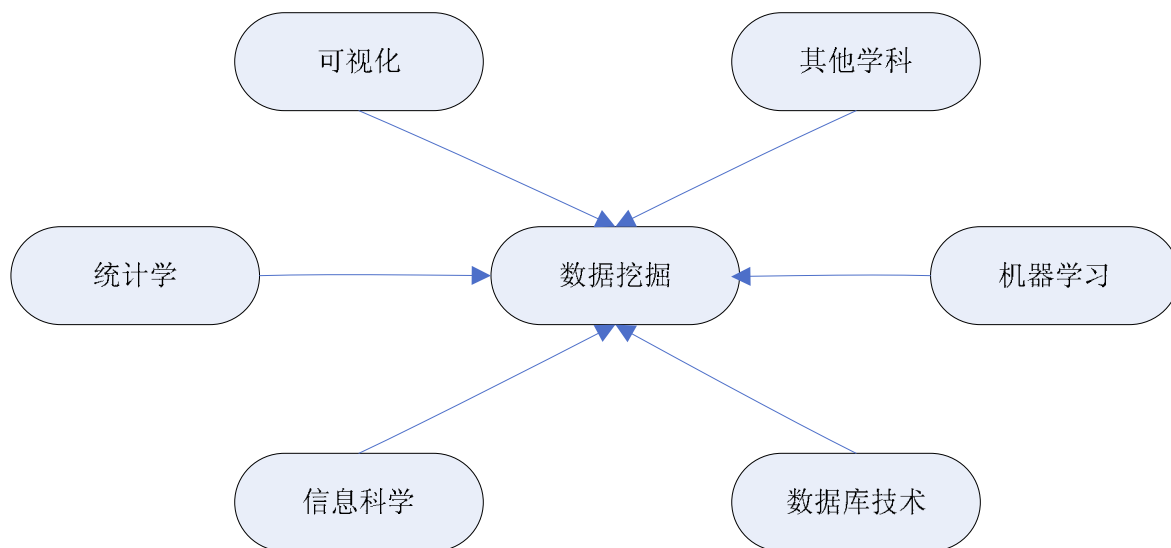 可视化
其他学科
统计学
数据挖掘
机器学习
信息科学
数据库技术